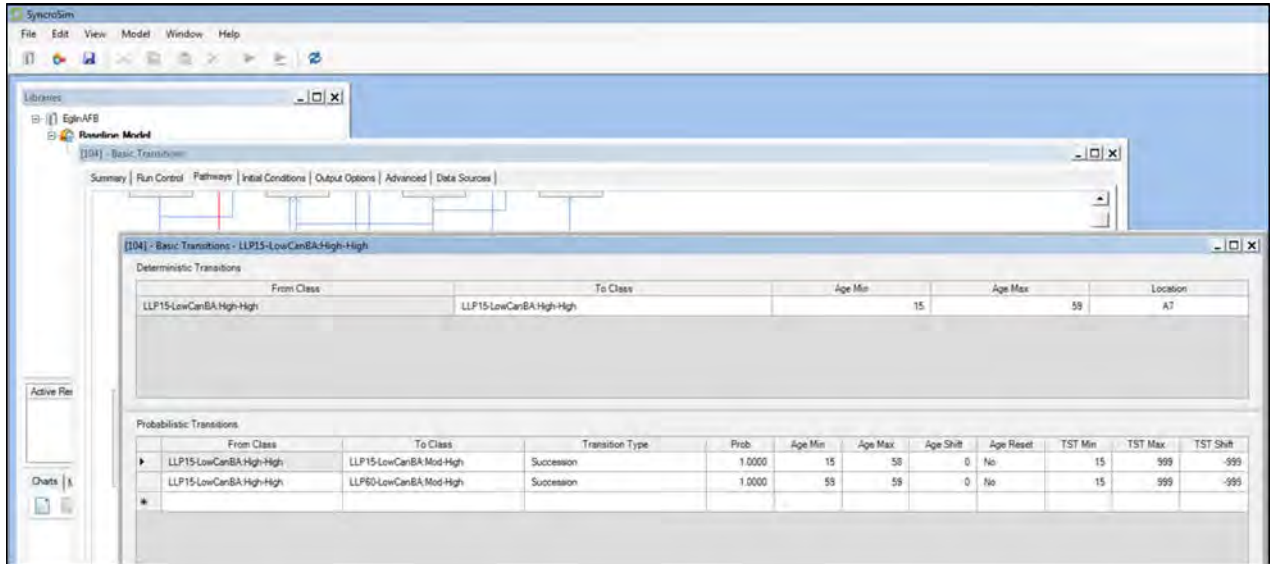 SyncroSim
File Edit View Model Window Help
Libraries
EglinAFB
Baseline Model
[104] - Basic Transitions
Summary Run Control Pathways Initial Conditions Output Options Advanced Data Sources
[104] - Basic Transitions - LLP15-LowCanBA:High-High
Deterministic Transitions
From Class To Class Age Min Age Max Location
LLP15-LowCanBA:High-High LLP15-LowCanBA:High-High 15 59 A7
Active Res
Probabilistic Transitions
From Class To Class Transition Type Prob Age Min Age Max Age Shift Age Reset TST Min TST Max TST Shift
LLP15-LowCanBA:High-High LLP15-LowCanBA:Mod-High Succession 1.0000 15 58 0 No 15 999 -999
Charts
LLP15-LowCanBA:High-High LLP60-LowCanBA:Mod-High Succession 1.0000 59 59 0 No 15 999 -999